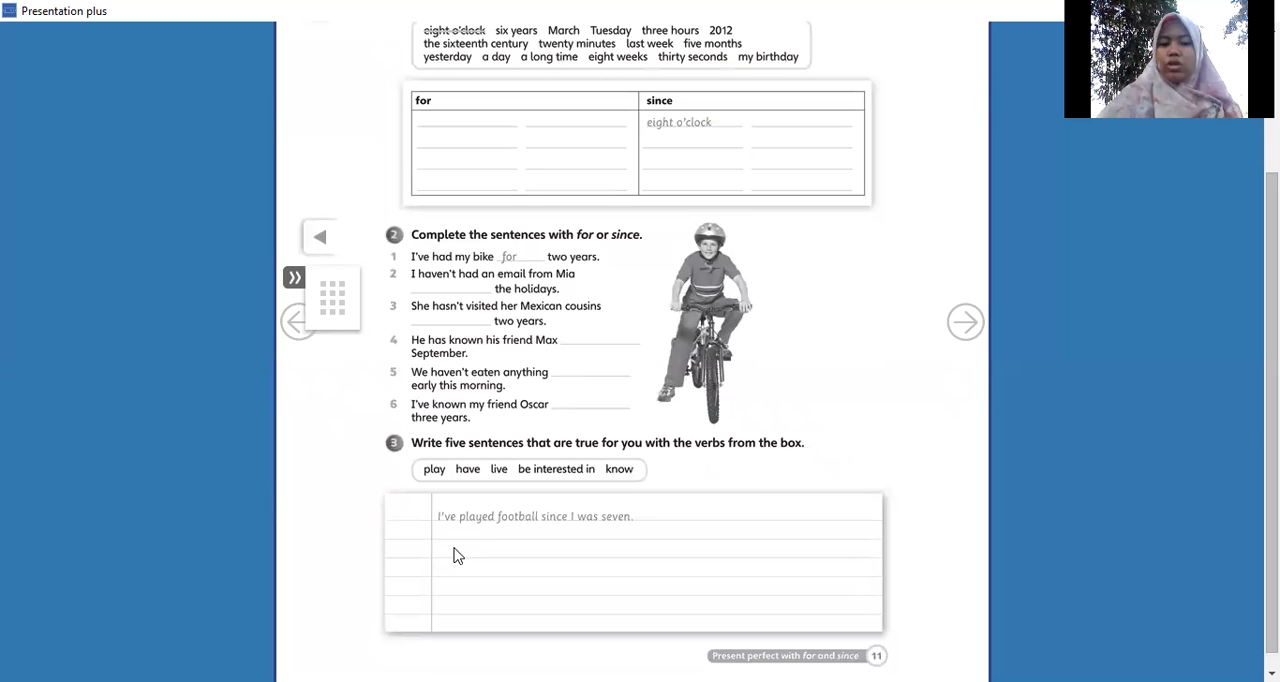 Presentation plus
eight o'clock six years March Tuesday three hours 2012
the sixteenth century twenty minutes last week five months
yesterday a day a long time eight weeks thirty seconds my birthday
for since
eight o'clock
2 Complete the sentences with for or since.
1 I've had my bike for two years.
2 I haven't had an email from Mia
the holidays.
3 She hasn't visited her Mexican cousins
two years.
4 He has known his friend Max
September.
5 We haven't eaten anything
early this morning.
6 I've known my friend Oscar
three years.
3 Write five sentences that are true for you with the verbs from the box.
play have live be interested in know
I've played football since I was seven.
Present perfect with for and since 11